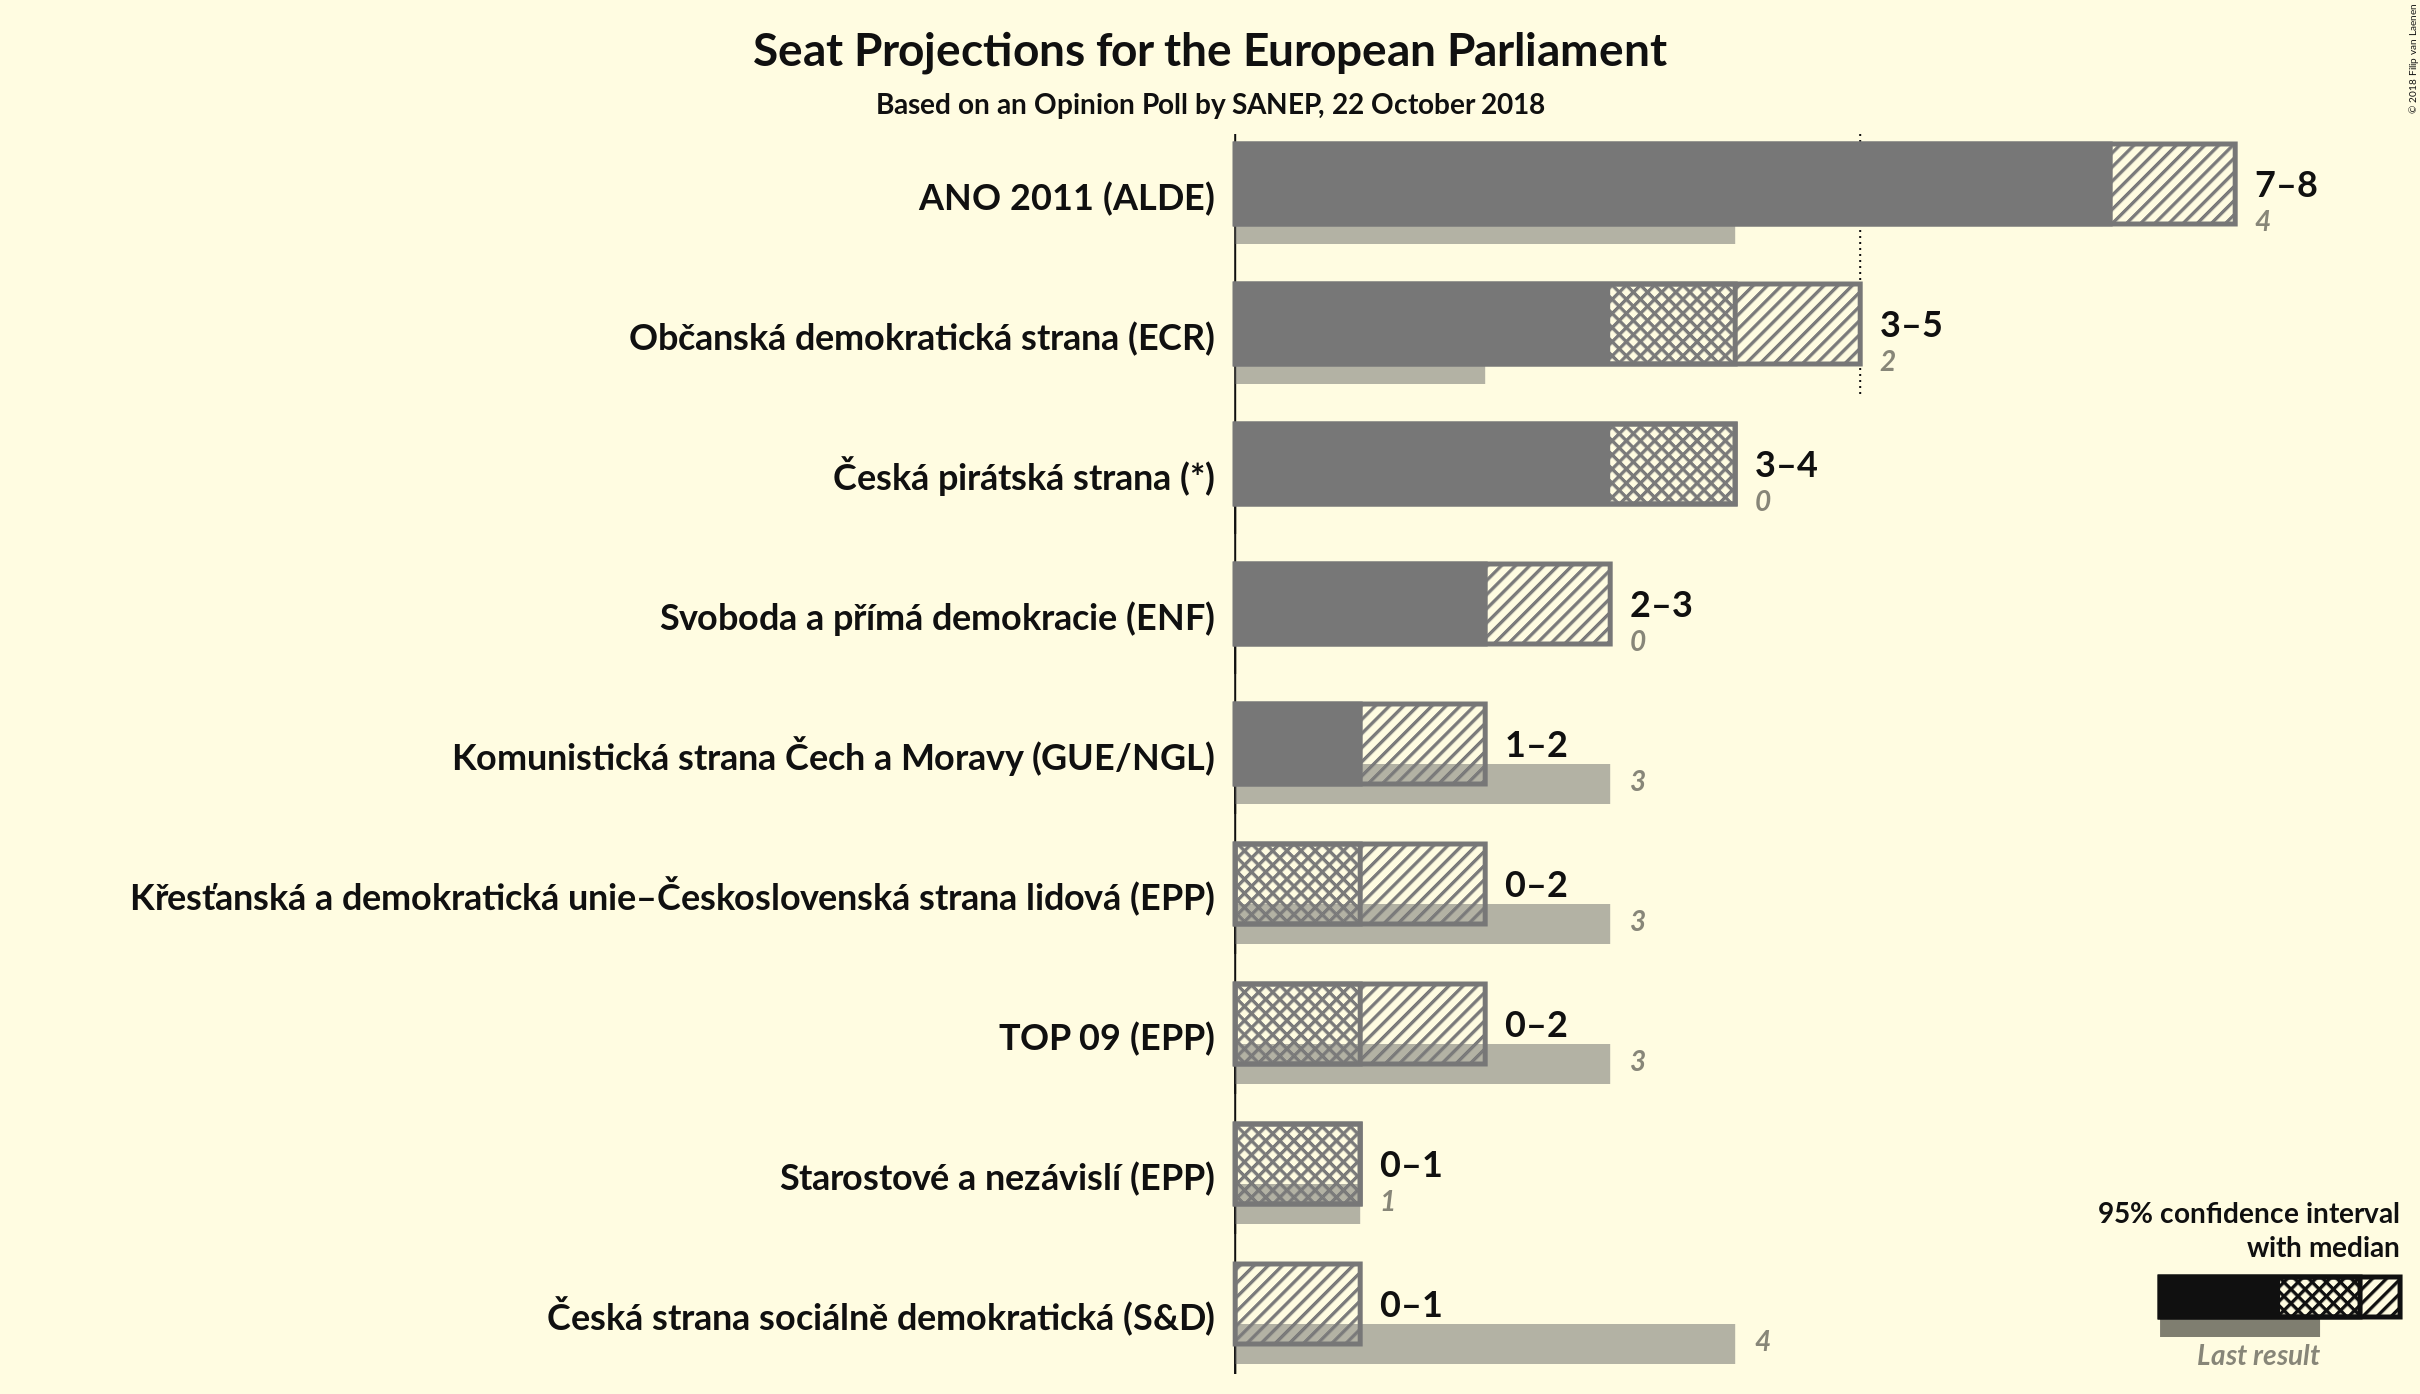 Seat Projections for the European Parliament
Based on an Opinion Poll by SANEP, 22 October 2018
© 2018 Filip van Laenen
ANO 2011 (ALDE)
7–8
4
Občanská demokratická strana (ECR)
3–5
2
Česká pirátská strana (*)
3–4
0
Svoboda a přímá demokracie (ENF)
2–3
0
Komunistická strana Čech a Moravy (GUE/NGL)
1–2
3
Křesťanská a demokratická unie–Československá strana lidová (EPP)
0–2
3
TOP 09 (EPP)
0–2
3
Starostové a nezávislí (EPP)
0–1
1
Česká strana sociálně demokratická (S&D)
0–1
4
95% confidence interval
with median
Last result